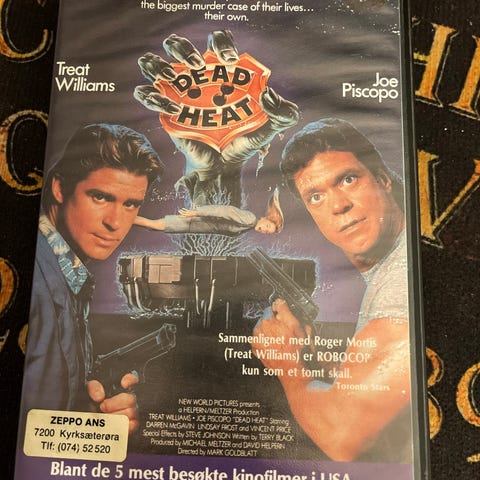 the biggest murder case of their lives...
their own.
Treat
Williams
Joe
Piscopo
DEAD
HEAT
Sammenlignet med Roger Mortis
(Treat Williams) er ROBOCOP
kun som et tomt skall.
Toronto Stars
NEW WORLD PICTURES presents
a HELPERN/MELTZER Production
TREAT WILLIAMS • JOE PISCOPO "DEAD HEAT" Starring
DARREN McGAVIN LINDSAY FROST and VINCENT PRICE
Special Effects by STEVE JOHNSON Written by TERRY BLACK
Produced by MICHAEL MELTZER and DAVID HELPERN
Directed by MARK GOLDBLATT
ZEPPO ANS
7200 Kyrksæterøra
Tlf: (074) 52 520
Blant de 5 mest besøkte kinofilmer i USA